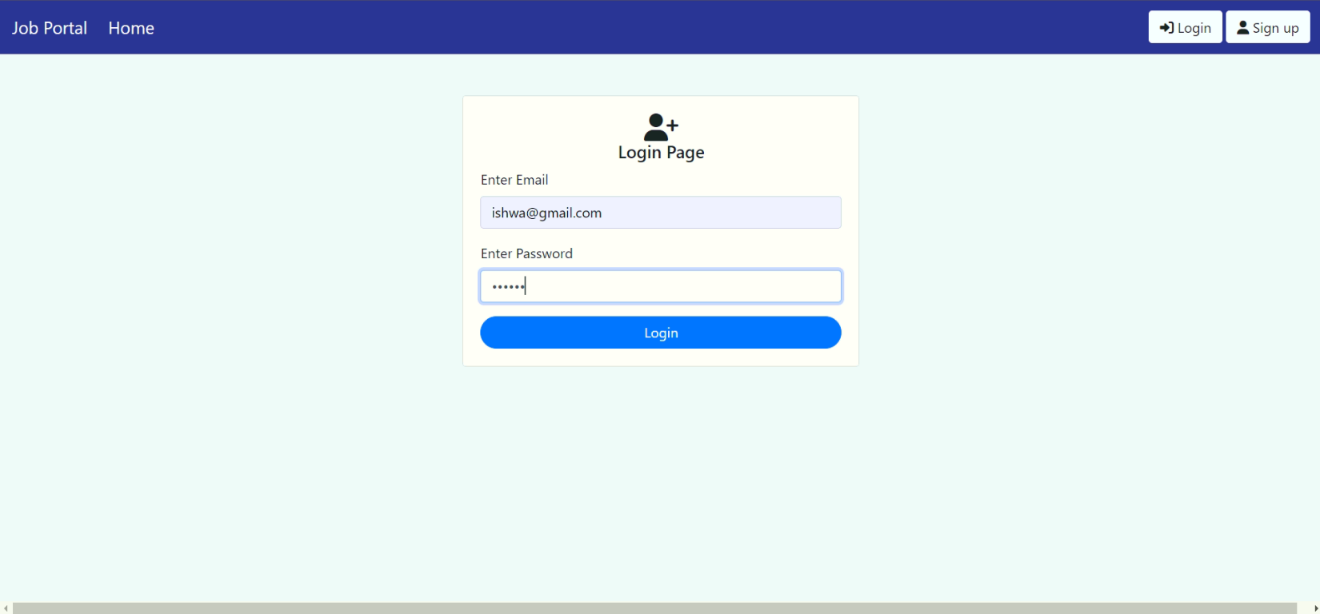 Job Portal Home Login Sign up
Login Page
Enter Email
ishwa@gmail.com
Enter Password
••••••
Login